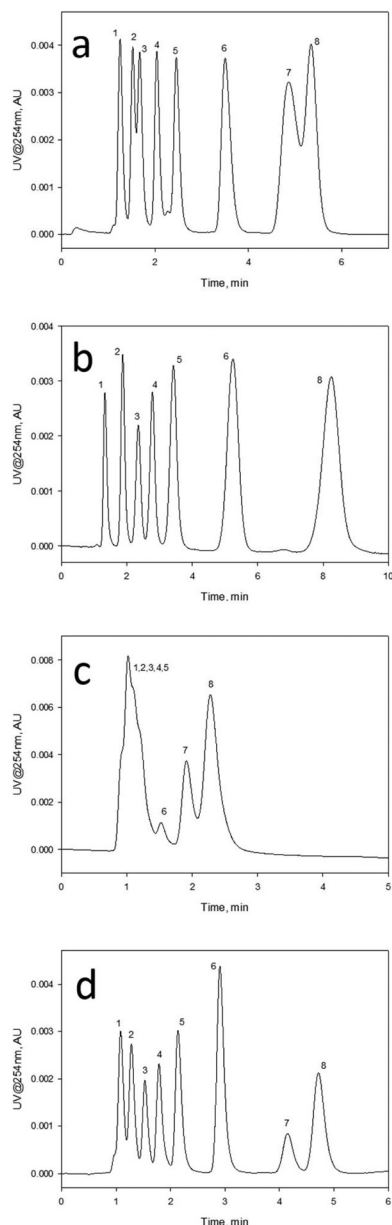 a
1
2
3
4
5
6
7
8
UV@254nm, AU
0.004
0.003
0.002
0.001
0.000
0 2 4 6
Time, min
b
1
2
3
4
5
6
8
UV@254nm, AU
0.004
0.003
0.002
0.001
0.000
0 2 4 6 8 10
Time, min
c
1,2,3,4,5
6
7
8
UV@254nm, AU
0.008
0.006
0.004
0.002
0.000
0 1 2 3 4 5
Time, min
d
1
2
3
4
5
6
7
8
UV@254nm, AU
0.004
0.003
0.002
0.001
0.000
0 1 2 3 4 5 6
Time, min